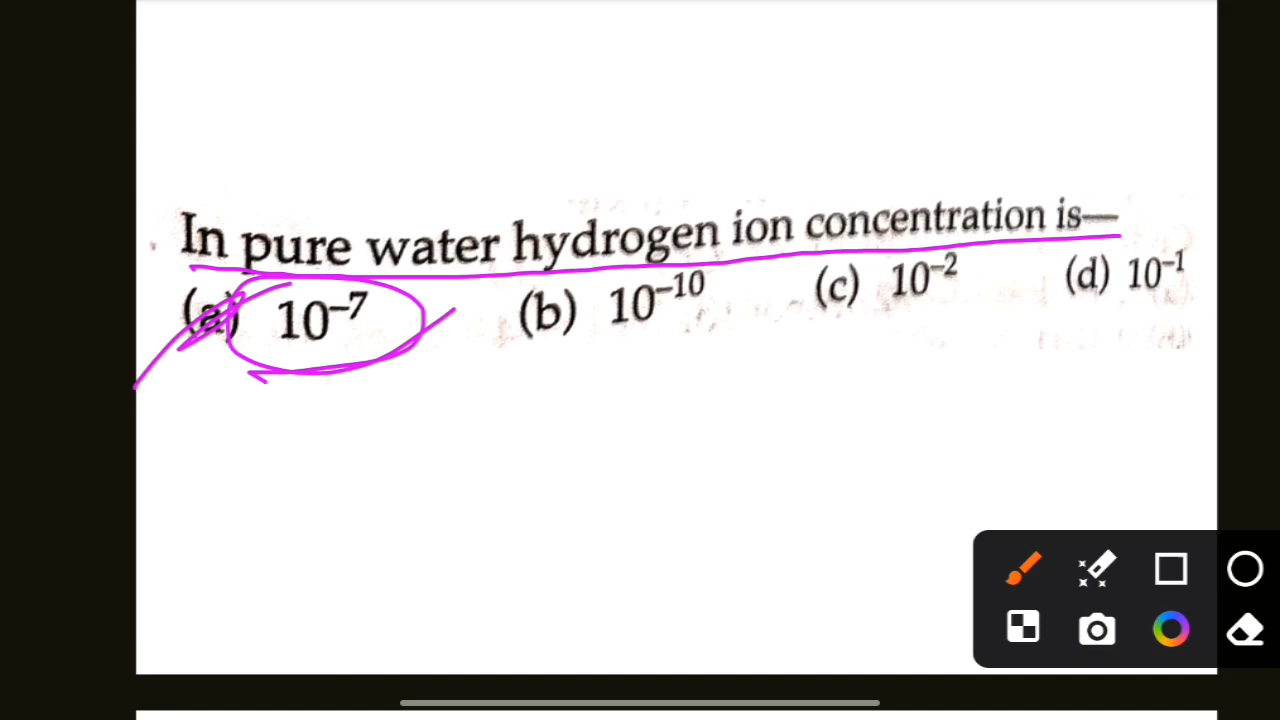 In pure water hydrogen ion concentration is—
(a) 10⁻⁷ (b) 10⁻¹⁰ (c) 10⁻² (d) 10⁻¹